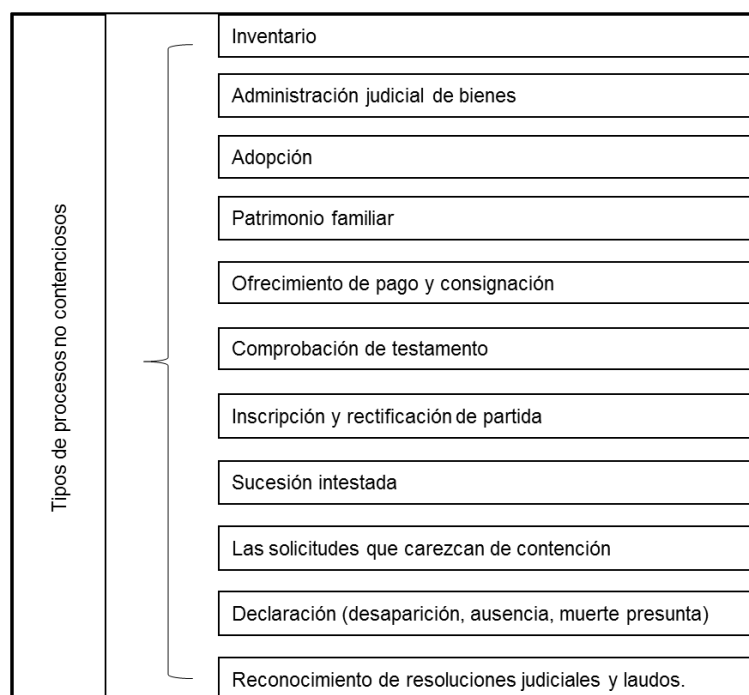 Tipos de procesos no contenciosos
Inventario
Administración judicial de bienes
Adopción
Patrimonio familiar
Ofrecimiento de pago y consignación
Comprobación de testamento
Inscripción y rectificación de partida
Sucesión intestada
Las solicitudes que carezcan de contención
Declaración (desaparición, ausencia, muerte presunta)
Reconocimiento de resoluciones judiciales y laudos.